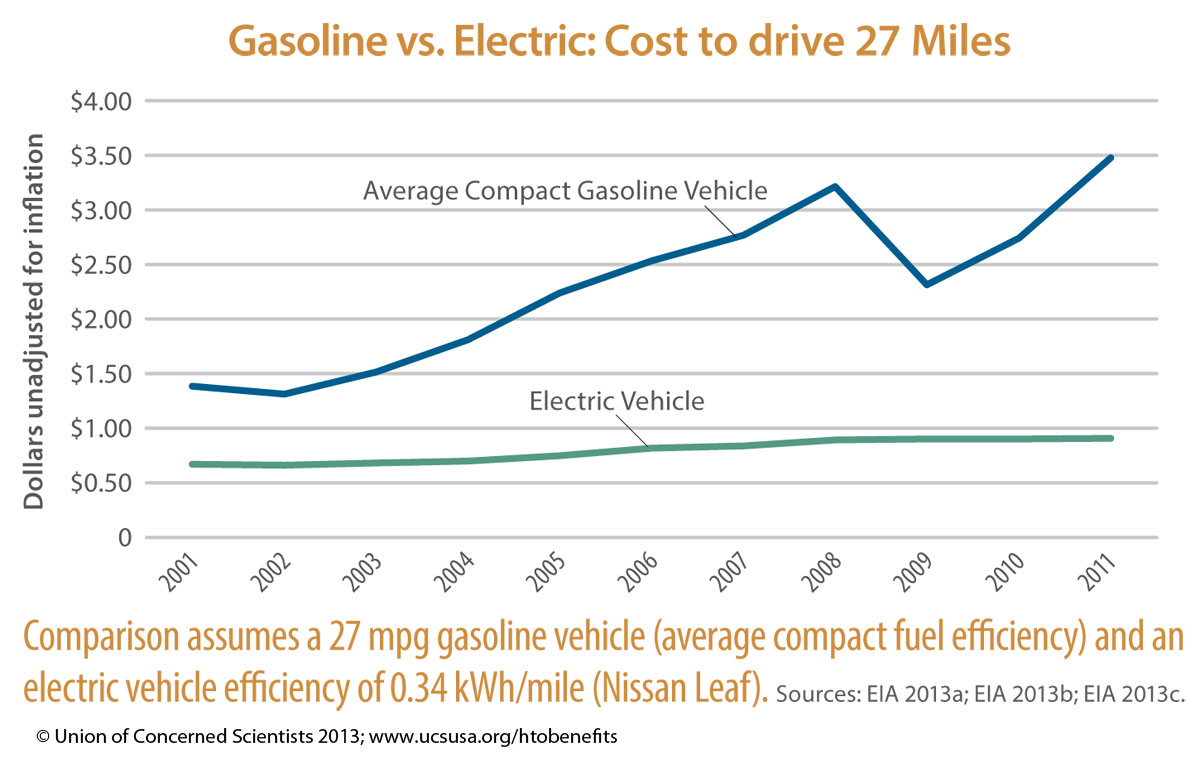 Gasoline vs. Electric: Cost to drive 27 Miles
Dollars unadjusted for inflation
$4.00
$3.50
$3.00
$2.50
$2.00
$1.50
$1.00
$0.50
0
Average Compact Gasoline Vehicle
Electric Vehicle
2001
2002
2003
2004
2005
2006
2007
2008
2009
2010
2011
Comparison assumes a 27 mpg gasoline vehicle (average compact fuel efficiency) and an
electric vehicle efficiency of 0.34 kWh/mile (Nissan Leaf). Sources: EIA 2013a; EIA 2013b; EIA 2013c.
© Union of Concerned Scientists 2013; www.ucsusa.org/htobenefits